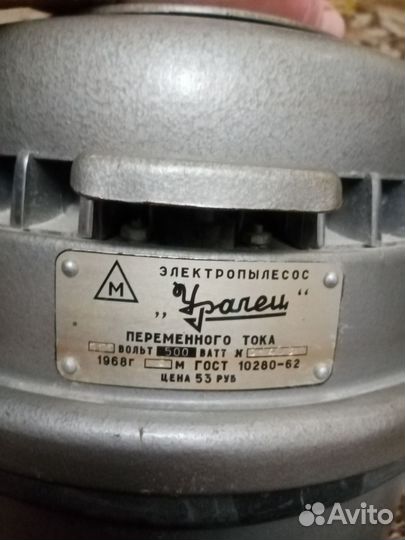 М
ЭЛЕКТРОПЫЛЕСОС
„Уралец“
ПЕРЕМЕННОГО ТОКА
ВОЛЬТ 500 ВАТТ №
1968г М ГОСТ 10280-62
ЦЕНА 53 РУБ
Avito